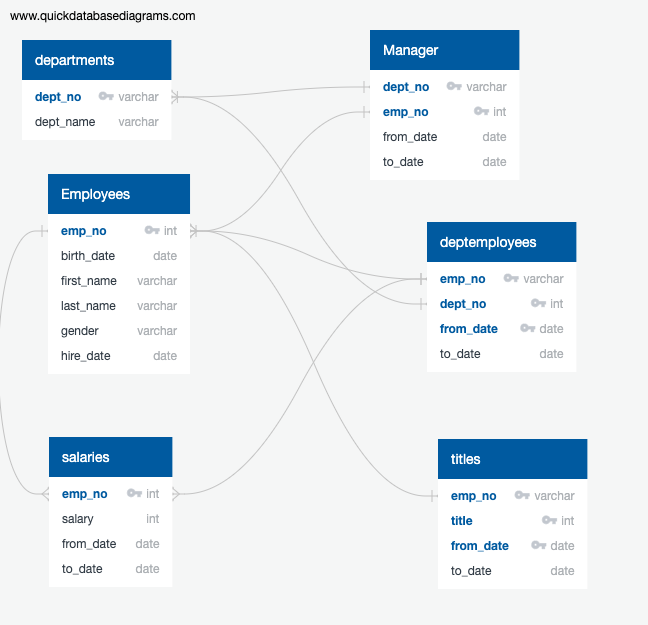 www.quickdatabasediagrams.com
departments
dept_no varchar
dept_name varchar
Manager
dept_no varchar
emp_no int
from_date date
to_date date
Employees
emp_no int
birth_date date
first_name varchar
last_name varchar
gender varchar
hire_date date
deptemployees
emp_no varchar
dept_no int
from_date date
to_date date
salaries
emp_no int
salary int
from_date date
to_date date
titles
emp_no varchar
title int
from_date date
to_date date